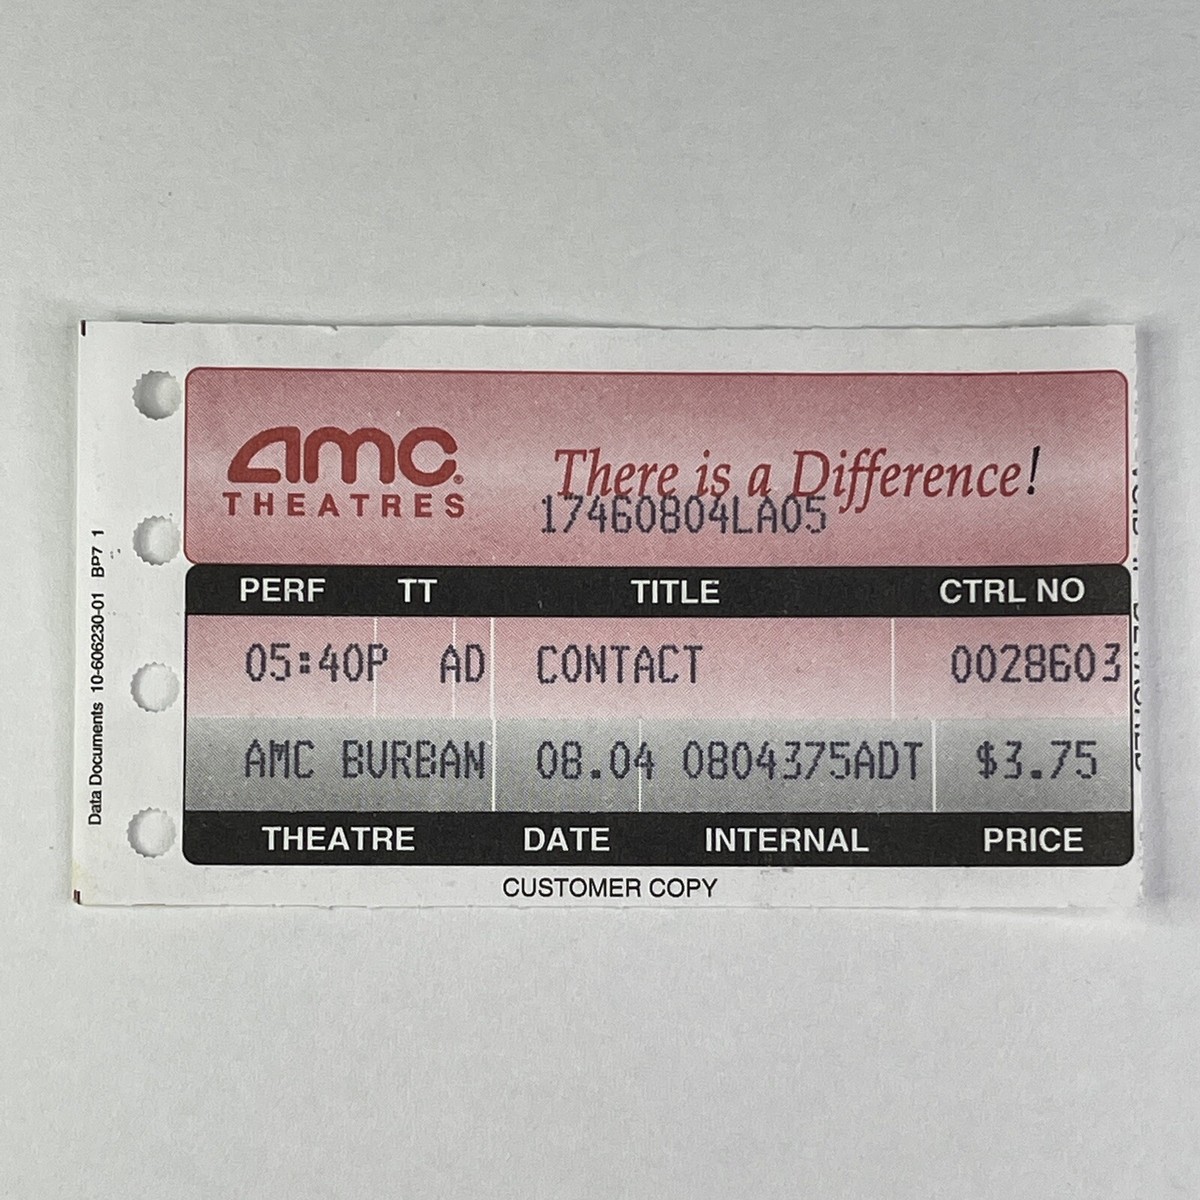 amc®
THEATRES
There is a Difference!
17460804LA05
PERF TT TITLE CTRL NO
05:40P AD CONTACT 0028603
AMC BURBAN 08.04 0804375ADT $3.75
THEATRE DATE INTERNAL PRICE
CUSTOMER COPY
Data Documents 10-606230-01 BP7 1